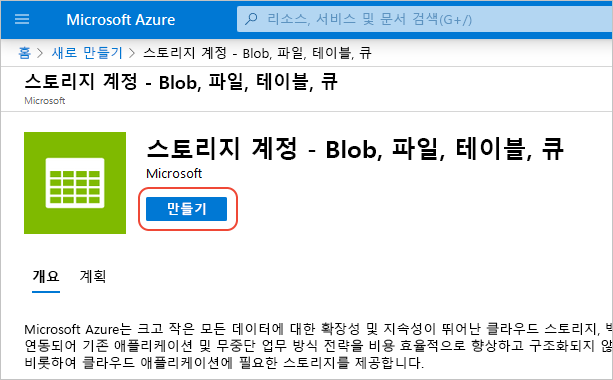 Microsoft Azure
리소스, 서비스 및 문서 검색(G+/)
홈 > 새로 만들기 > 스토리지 계정 - Blob, 파일, 테이블, 큐
스토리지 계정 - Blob, 파일, 테이블, 큐
Microsoft
스토리지 계정 - Blob, 파일, 테이블, 큐
Microsoft
만들기
개요 계획
Microsoft Azure는 크고 작은 모든 데이터에 대한 확장성 및 지속성이 뛰어난 클라우드 스토리지,
연동되어 기존 애플리케이션 및 무중단 업무 방식 전략을 비용 효율적으로 향상하고 구조화되지
비롯하여 클라우드 애플리케이션에 필요한 스토리지를 제공합니다.